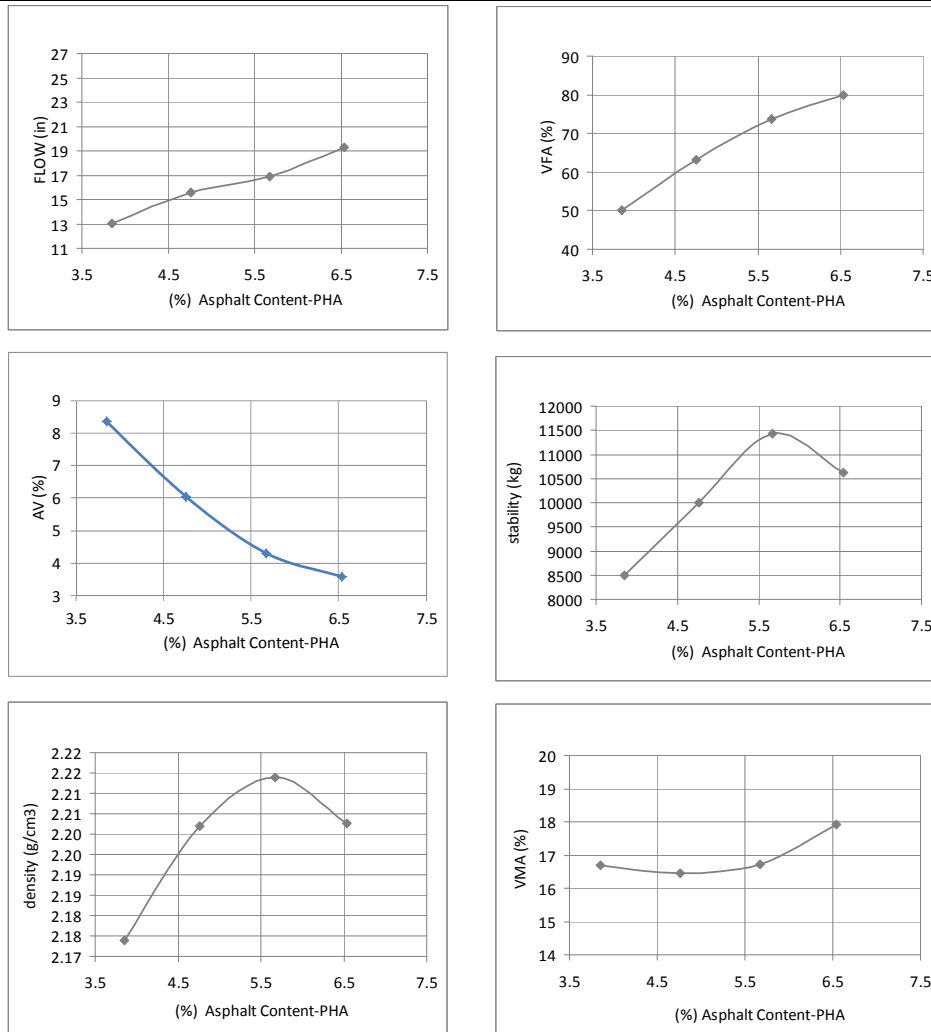 27
25
23
21
19
17
15
13
11
FLOW (in)
3.5 4.5 5.5 6.5 7.5
(%) Asphalt Content-PHA
90
80
70
60
50
40
VFA (%)
3.5 4.5 5.5 6.5 7.5
(%) Asphalt Content-PHA
9
8
7
6
5
4
3
AV (%)
3.5 4.5 5.5 6.5 7.5
(%) Asphalt Content-PHA
12000
11500
11000
10500
10000
9500
9000
8500
8000
stability (kg)
3.5 4.5 5.5 6.5 7.5
(%) Asphalt Content-PHA
2.22
2.22
2.21
2.21
2.20
2.20
2.19
2.19
2.18
2.18
2.17
density (g/cm3)
3.5 4.5 5.5 6.5 7.5
(%) Asphalt Content-PHA
20
19
18
17
16
15
14
VMA (%)
3.5 4.5 5.5 6.5 7.5
(%) Asphalt Content-PHA